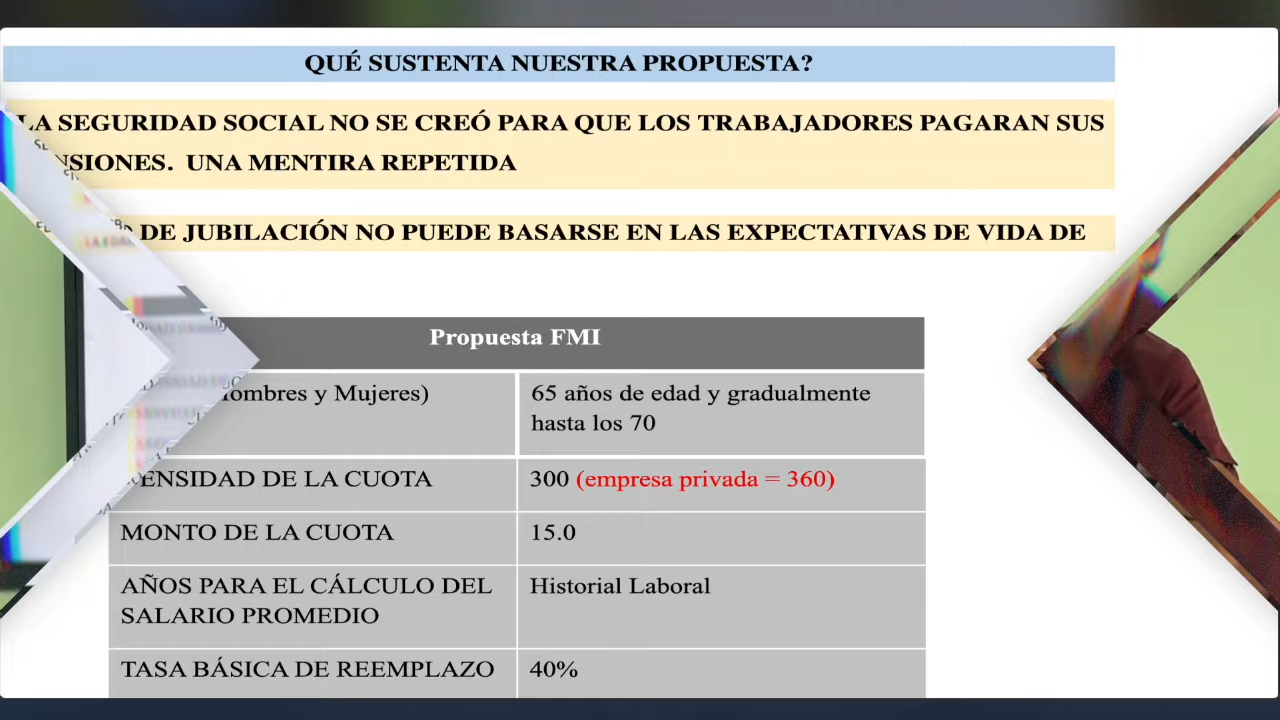 QUÉ SUSTENTA NUESTRA PROPUESTA?
LA SEGURIDAD SOCIAL NO SE CREÓ PARA QUE LOS TRABAJADORES PAGARAN SUS
NSIONES. UNA MENTIRA REPETIDA
DE JUBILACIÓN NO PUEDE BASARSE EN LAS EXPECTATIVAS DE VIDA DE
Propuesta FMI
ombres y Mujeres)
65 años de edad y gradualmente
hasta los 70
ENSIDAD DE LA CUOTA
300 (empresa privada = 360)
MONTO DE LA CUOTA
15.0
AÑOS PARA EL CÁLCULO DEL
SALARIO PROMEDIO
Historial Laboral
TASA BÁSICA DE REEMPLAZO
40%